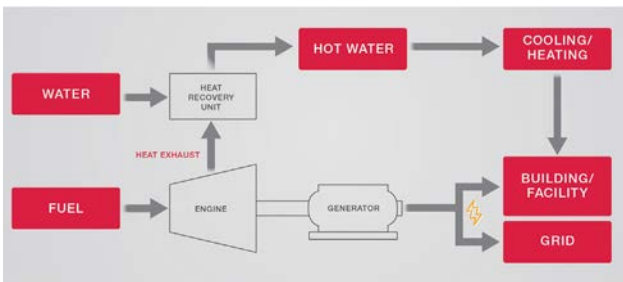 HOT WATER
COOLING/
HEATING
WATER
HEAT
RECOVERY
UNIT
HEAT EXHAUST
BUILDING/
FACILITY
FUEL
ENGINE
GENERATOR
GRID